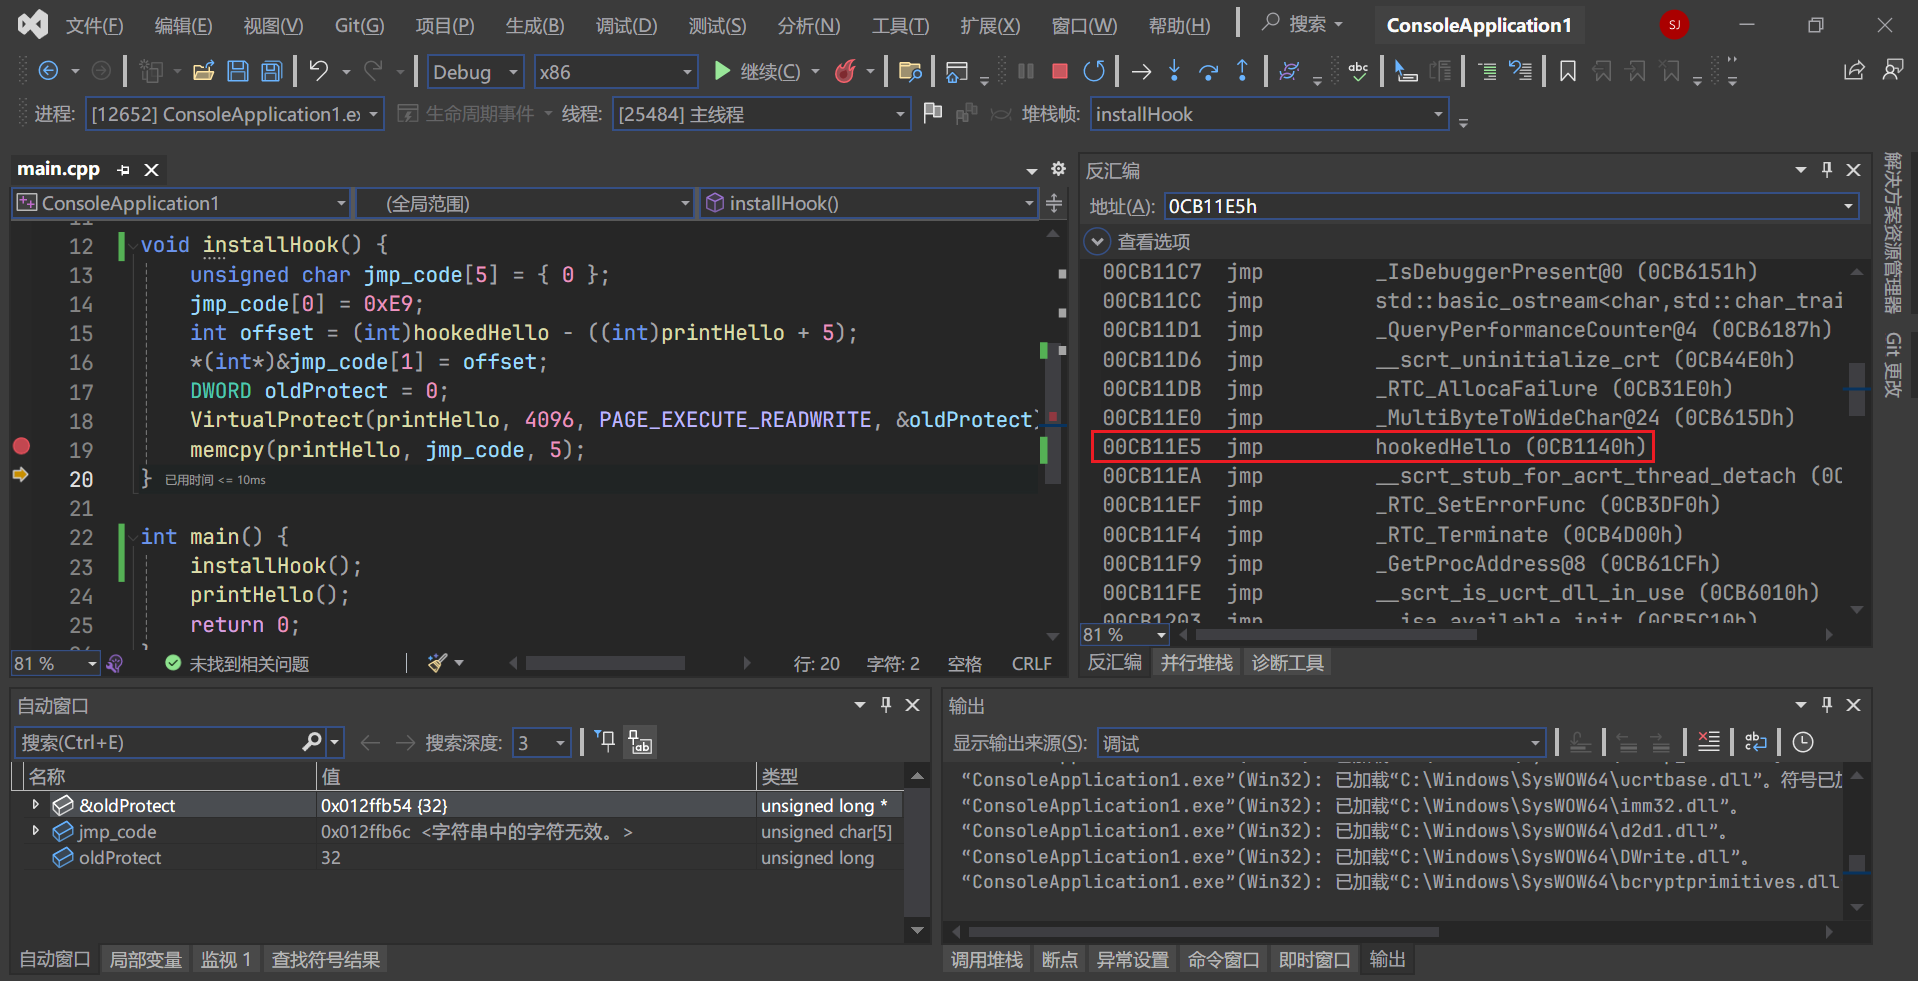 文件(F) 编辑(E) 视图(V) Git(G) 项目(P) 生成(B) 调试(D) 测试(S) 分析(N) 工具(T) 扩展(X) 窗口(W) 帮助(H) 搜索 ConsoleApplication1 SJ
Debug x86 继续(C)
进程: [12652] ConsoleApplication1.ex 生命周期事件 线程: [25484] 主线程 堆栈帧: installHook
main.cpp
ConsoleApplication1 (全局范围) installHook()
12 void installHook() {
13 unsigned char jmp_code[5] = { 0 };
14 jmp_code[0] = 0xE9;
15 int offset = (int)hookedHello - ((int)printHello + 5);
16 *(int*)&jmp_code[1] = offset;
17 DWORD oldProtect = 0;
18 VirtualProtect(printHello, 4096, PAGE_EXECUTE_READWRITE, &oldProtect)
19 memcpy(printHello, jmp_code, 5);
20 } 已用时间 <= 10ms
21
22 int main() {
23 installHook();
24 printHello();
25 return 0;
}
81 % 未找到相关问题 行: 20 字符: 2 空格 CRLF
反汇编
地址(A): 0CB11E5h
查看选项
00CB11C7 jmp _IsDebuggerPresent@0 (0CB6151h)
00CB11CC jmp std::basic_ostream<char,std::char_trai
00CB11D1 jmp _QueryPerformanceCounter@4 (0CB6187h)
00CB11D6 jmp __scrt_uninitialize_crt (0CB44E0h)
00CB11DB jmp _RTC_AllocaFailure (0CB31E0h)
00CB11E0 jmp _MultiByteToWideChar@24 (0CB615Dh)
00CB11E5 jmp hookedHello (0CB1140h)
00CB11EA jmp __scrt_stub_for_acrt_thread_detach (0C
00CB11EF jmp _RTC_SetErrorFunc (0CB3DF0h)
00CB11F4 jmp _RTC_Terminate (0CB4D00h)
00CB11F9 jmp _GetProcAddress@8 (0CB61CFh)
00CB11FE jmp __scrt_is_ucrt_dll_in_use (0CB6010h)
00CB1203 jmp __isa_available_init (0CB5C10h)
81 %
反汇编 并行堆栈 诊断工具
解决方案资源管理器
Git 更改
自动窗口
搜索(Ctrl+E) 搜索深度: 3
名称 值 类型
&oldProtect 0x012ffb54 {32} unsigned long *
jmp_code 0x012ffb6c <字符串中的字符无效。> unsigned char[5]
oldProtect 32 unsigned long
自动窗口 局部变量 监视 1 查找符号结果
输出
显示输出来源(S): 调试
“ConsoleApplication1.exe”(Win32): 已加载“C:\Windows\SysWOW64\ucrtbase.dll”。符号已加
“ConsoleApplication1.exe”(Win32): 已加载“C:\Windows\SysWOW64\imm32.dll”。
“ConsoleApplication1.exe”(Win32): 已加载“C:\Windows\SysWOW64\d2d1.dll”。
“ConsoleApplication1.exe”(Win32): 已加载“C:\Windows\SysWOW64\DWrite.dll”。
“ConsoleApplication1.exe”(Win32): 已加载“C:\Windows\SysWOW64\bcryptprimitives.dll
调用堆栈 断点 异常设置 命令窗口 即时窗口 输出